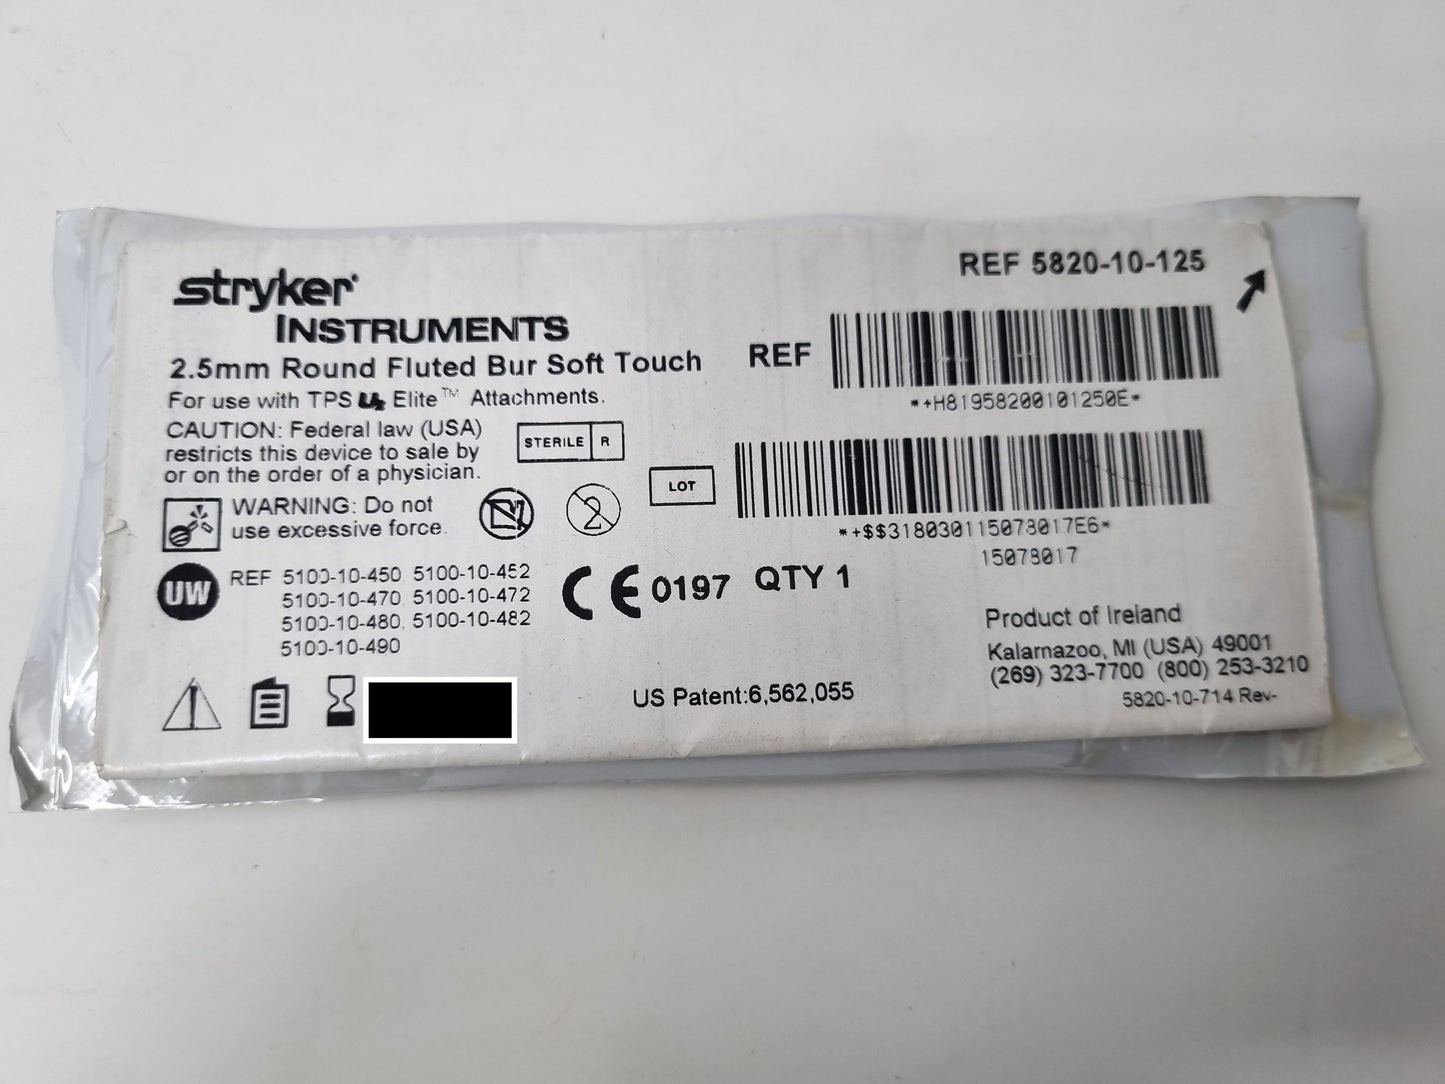 stryker
INSTRUMENTS
2.5mm Round Fluted Bur Soft Touch
For use with TPS Elite™ Attachments.
CAUTION: Federal law (USA)
restricts this device to sale by
or on the order of a physician.
STERILE R
WARNING: Do not
use excessive force.
2
UW
REF 5100-10-450, 5100-10-452
5100-10-470, 5100-10-472
5100-10-480, 5100-10-482
5100-10-490
CE 0197 QTY 1
US Patent:6,562,055
REF 5820-10-125
REF
*+H81958200101250E*
LOT
*+$$318030115078017E6*
15078017
Product of Ireland
Kalamazoo, MI (USA) 49001
(269) 323-7700 (800) 253-3210
5820-10-714 Rev-